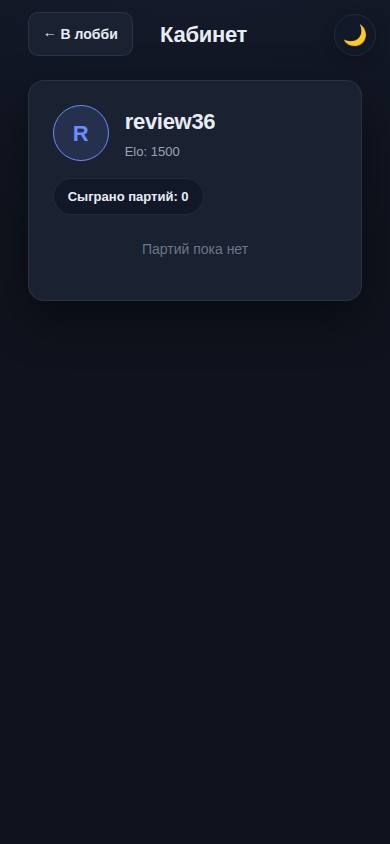 ← В лобби
Кабинет
R
review36
Elo: 1500
Сыграно партий: 0
Партий пока нет